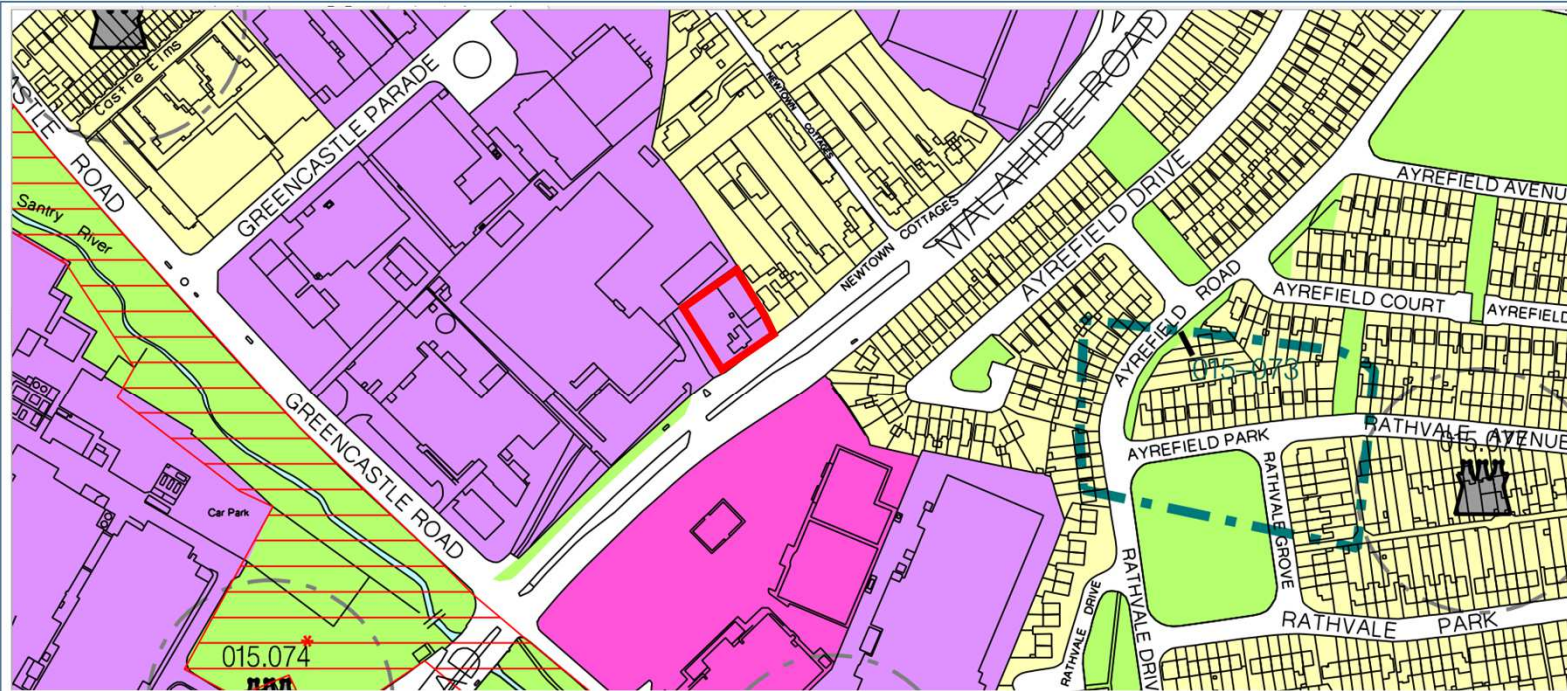 Castle Elms
ROAD
GREENCASTLE PARADE
Santry
River
NEWTOWN
COTTAGES
MALAHIDE ROAD
NEWTOWN COTTAGES
AYREFIELD DRIVE
AYREFIELD AVENU
AYREFIELD ROAD
AYREFIELD COURT
AYREFIELD
015-073
GREENCASTLE ROAD
Car Park
AYREFIELD PARK
RATHVALE AVENUE
RATHVALE GROVE
RATHVALE DRIVE
RATHVALE DRIV
RATHVALE PARK
015.074
*